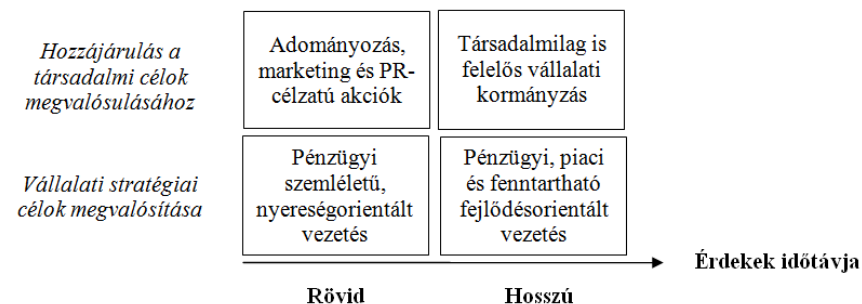 Hozzájárulás a
társadalmi célok
megvalósulásához
Adományozás,
marketing és PR-
célzatú akciók
Társadalmilag is
felelős vállalati
kormányzás
Vállalati stratégiai
célok megvalósítása
Pénzügyi
szemléletű,
nyereségorientált
vezetés
Pénzügyi, piaci
és fenntartható
fejlődésorientált
vezetés
Érdekek időtávja
Rövid
Hosszú